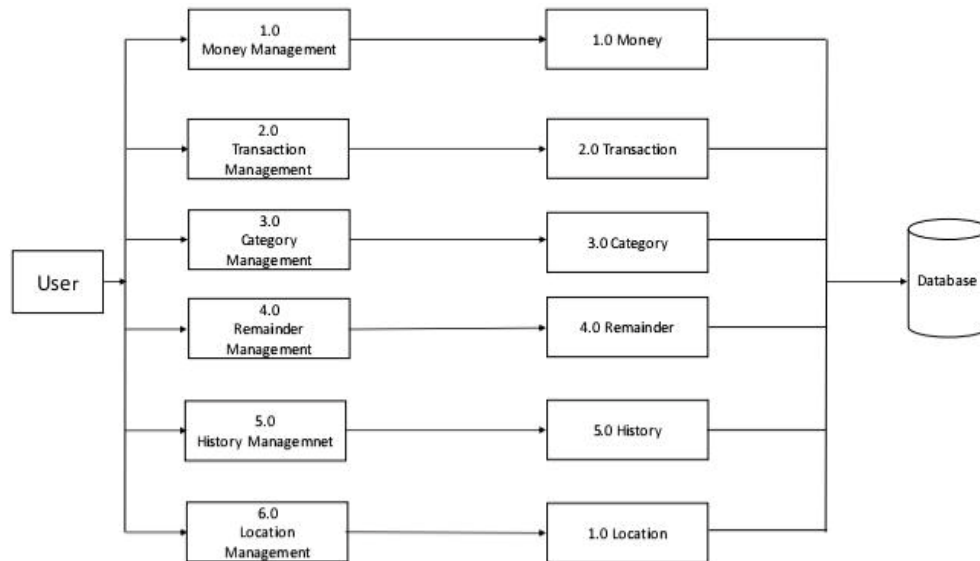 1.0
Money Management
1.0 Money
2.0
Transaction
Management
2.0 Transaction
3.0
Category
Management
3.0 Category
User
Database
4.0
Remainder
Management
4.0 Remainder
5.0
History Managemnet
5.0 History
6.0
Location
Management
1.0 Location